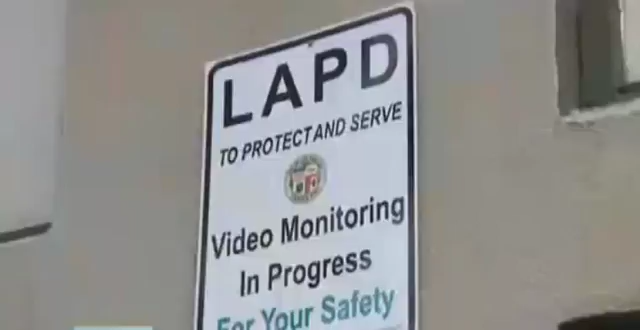 LAPD
TO PROTECT AND SERVE
Video Monitoring
In Progress
For Your Safety